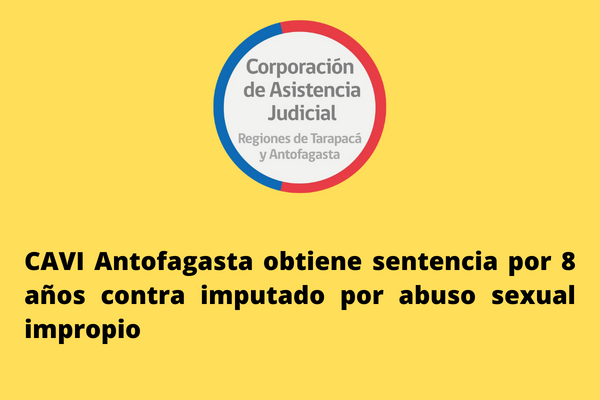 Corporación
de Asistencia
Judicial
Regiones de Tarapacá
y Antofagasta
CAVI Antofagasta obtiene sentencia por 8
años contra imputado por abuso sexual
impropio